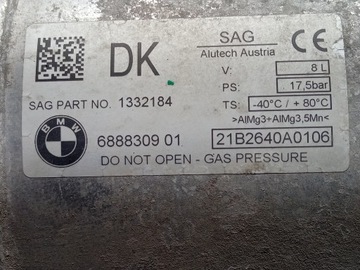 DK
SAG
Alutech Austria
CE
V: 8 L
PS: 17,5bar
SAG PART NO. 1332184
TS: -40°C / + 80°C
>AlMg3+AlMg3,5Mn<
BMW
6888309 01
21B2640A0106
DO NOT OPEN - GAS PRESSURE